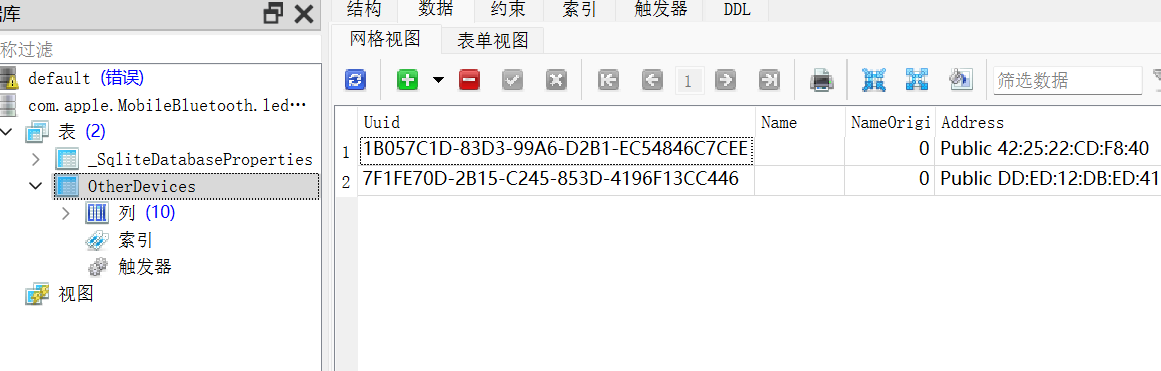 据库
称过滤
default (错误)
com.apple.MobileBluetooth.led…
表 (2)
_SqliteDatabaseProperties
OtherDevices
列 (10)
索引
触发器
视图
结构 数据 约束 索引 触发器 DDL
网格视图 表单视图
1 筛选数据
Uuid Name NameOrigi Address
1 1B057C1D-83D3-99A6-D2B1-EC54846C7CEE 0 Public 42:25:22:CD:F8:40
2 7F1FE70D-2B15-C245-853D-4196F13CC446 0 Public DD:ED:12:DB:ED:41